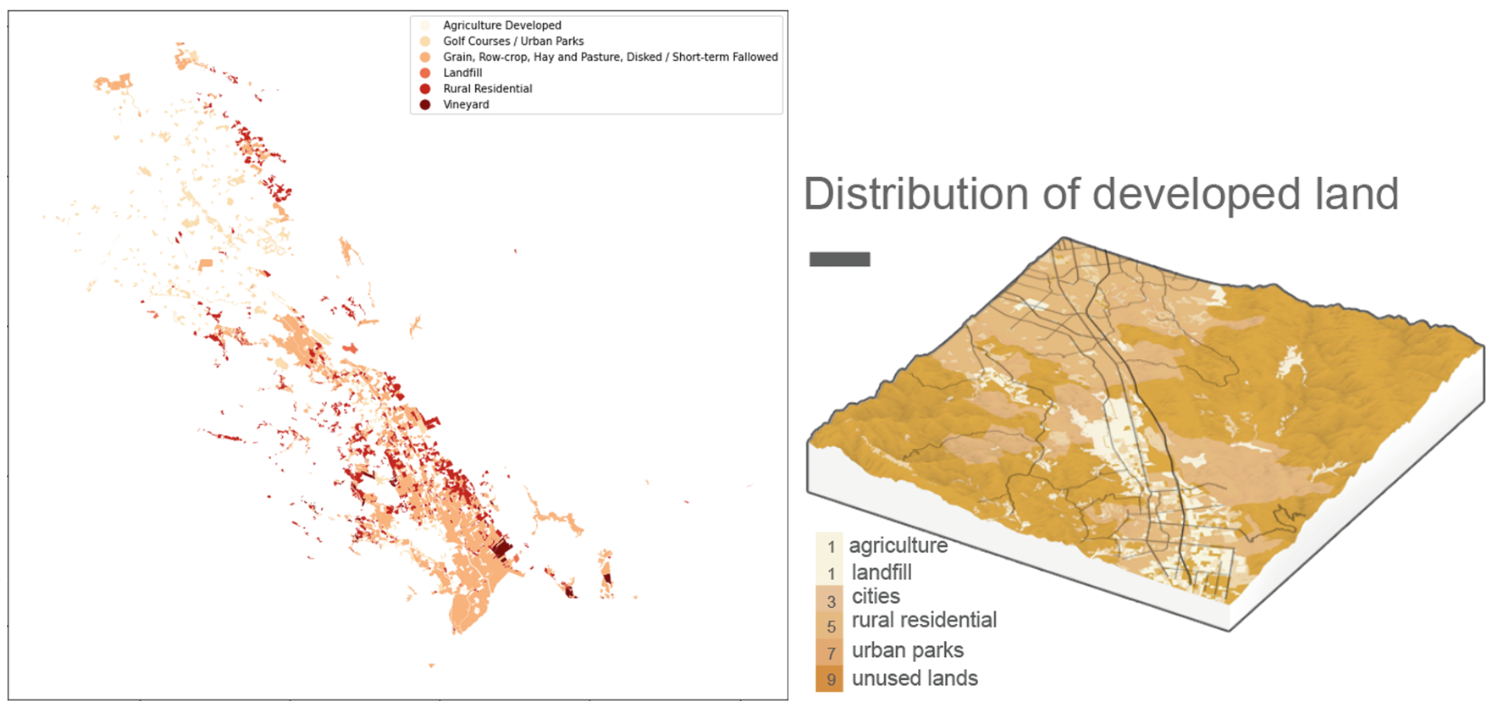 Agriculture Developed
Golf Courses / Urban Parks
Grain, Row-crop, Hay and Pasture, Disked / Short-term Fallowed
Landfill
Rural Residential
Vineyard
Distribution of developed land
1 agriculture
1 landfill
3 cities
5 rural residential
7 urban parks
9 unused lands